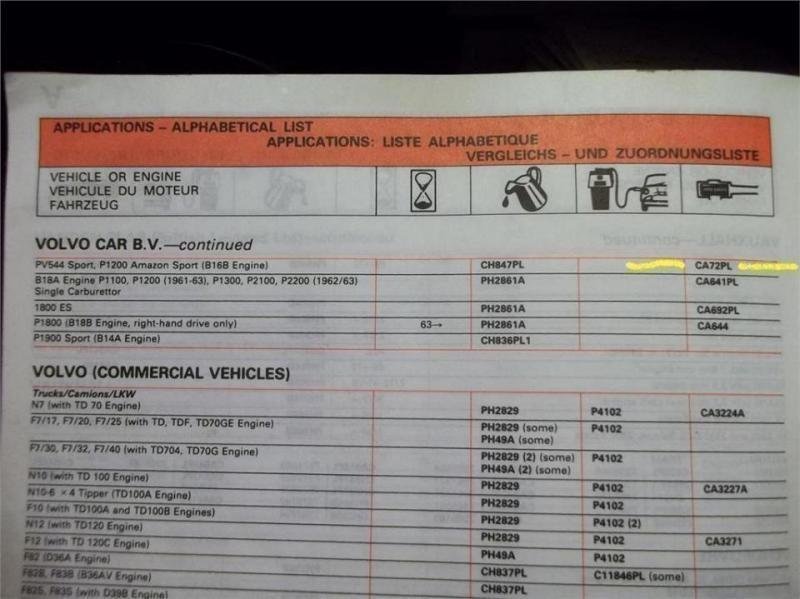 APPLICATIONS – ALPHABETICAL LIST
APPLICATIONS: LISTE ALPHABETIQUE
VERGLEICHS – UND ZUORDNUNGSLISTE
VEHICLE OR ENGINE
VEHICULE DU MOTEUR
FAHRZEUG
VOLVO CAR B.V.—continued
PV544 Sport, P1200 Amazon Sport (B16B Engine) CH847PL CA72PL
B18A Engine P1100, P1200 (1961-63), P1300, P2100, P2200 (1962/63) PH2861A CA641PL
Single Carburettor
1800 ES PH2861A CA692PL
P1800 (B18B Engine, right-hand drive only) 63→ PH2861A CA644
P1900 Sport (B14A Engine) CH836PL1
VOLVO (COMMERCIAL VEHICLES)
Trucks/Camions/LKW
N7 (with TD 70 Engine) PH2829 P4102 CA3224A
F7/17, F7/20, F7/25 (with TD, TDF, TD70GE Engine) PH2829 (some) P4102
PH49A (some)
F7/30, F7/32, F7/40 (with TD704, TD70G Engine) PH2829 (2) (some) P4102
PH49A (2) (some)
N10 (with TD 100 Engine) PH2829 P4102 CA3227A
N10-6 × 4 Tipper (TD100A Engine) PH2829 P4102
F10 (with TD100A and TD100B Engines) PH2829 P4102
N12 (with TD120 Engine) PH2829 P4102 (2)
F12 (with TD 120C Engine) PH2829 P4102 CA3271
F82 (D36A Engine) PH49A P4102
F82B, F83B (B36AV Engine) CH837PL C11846PL (some)
F82S, F83S (with D39B Engine) CH837PL